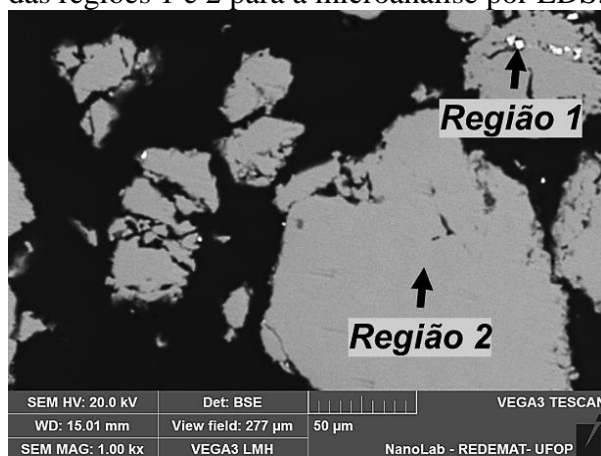 das regiões 1 e 2 para a microanálise por EDS.
Região 1
Região 2
SEM HV: 20.0 kV Det: BSE VEGA3 TESCAN
WD: 15.01 mm View field: 277 µm 50 µm
SEM MAG: 1.00 kx VEGA3 LMH NanoLab - REDEMAT- UFOP